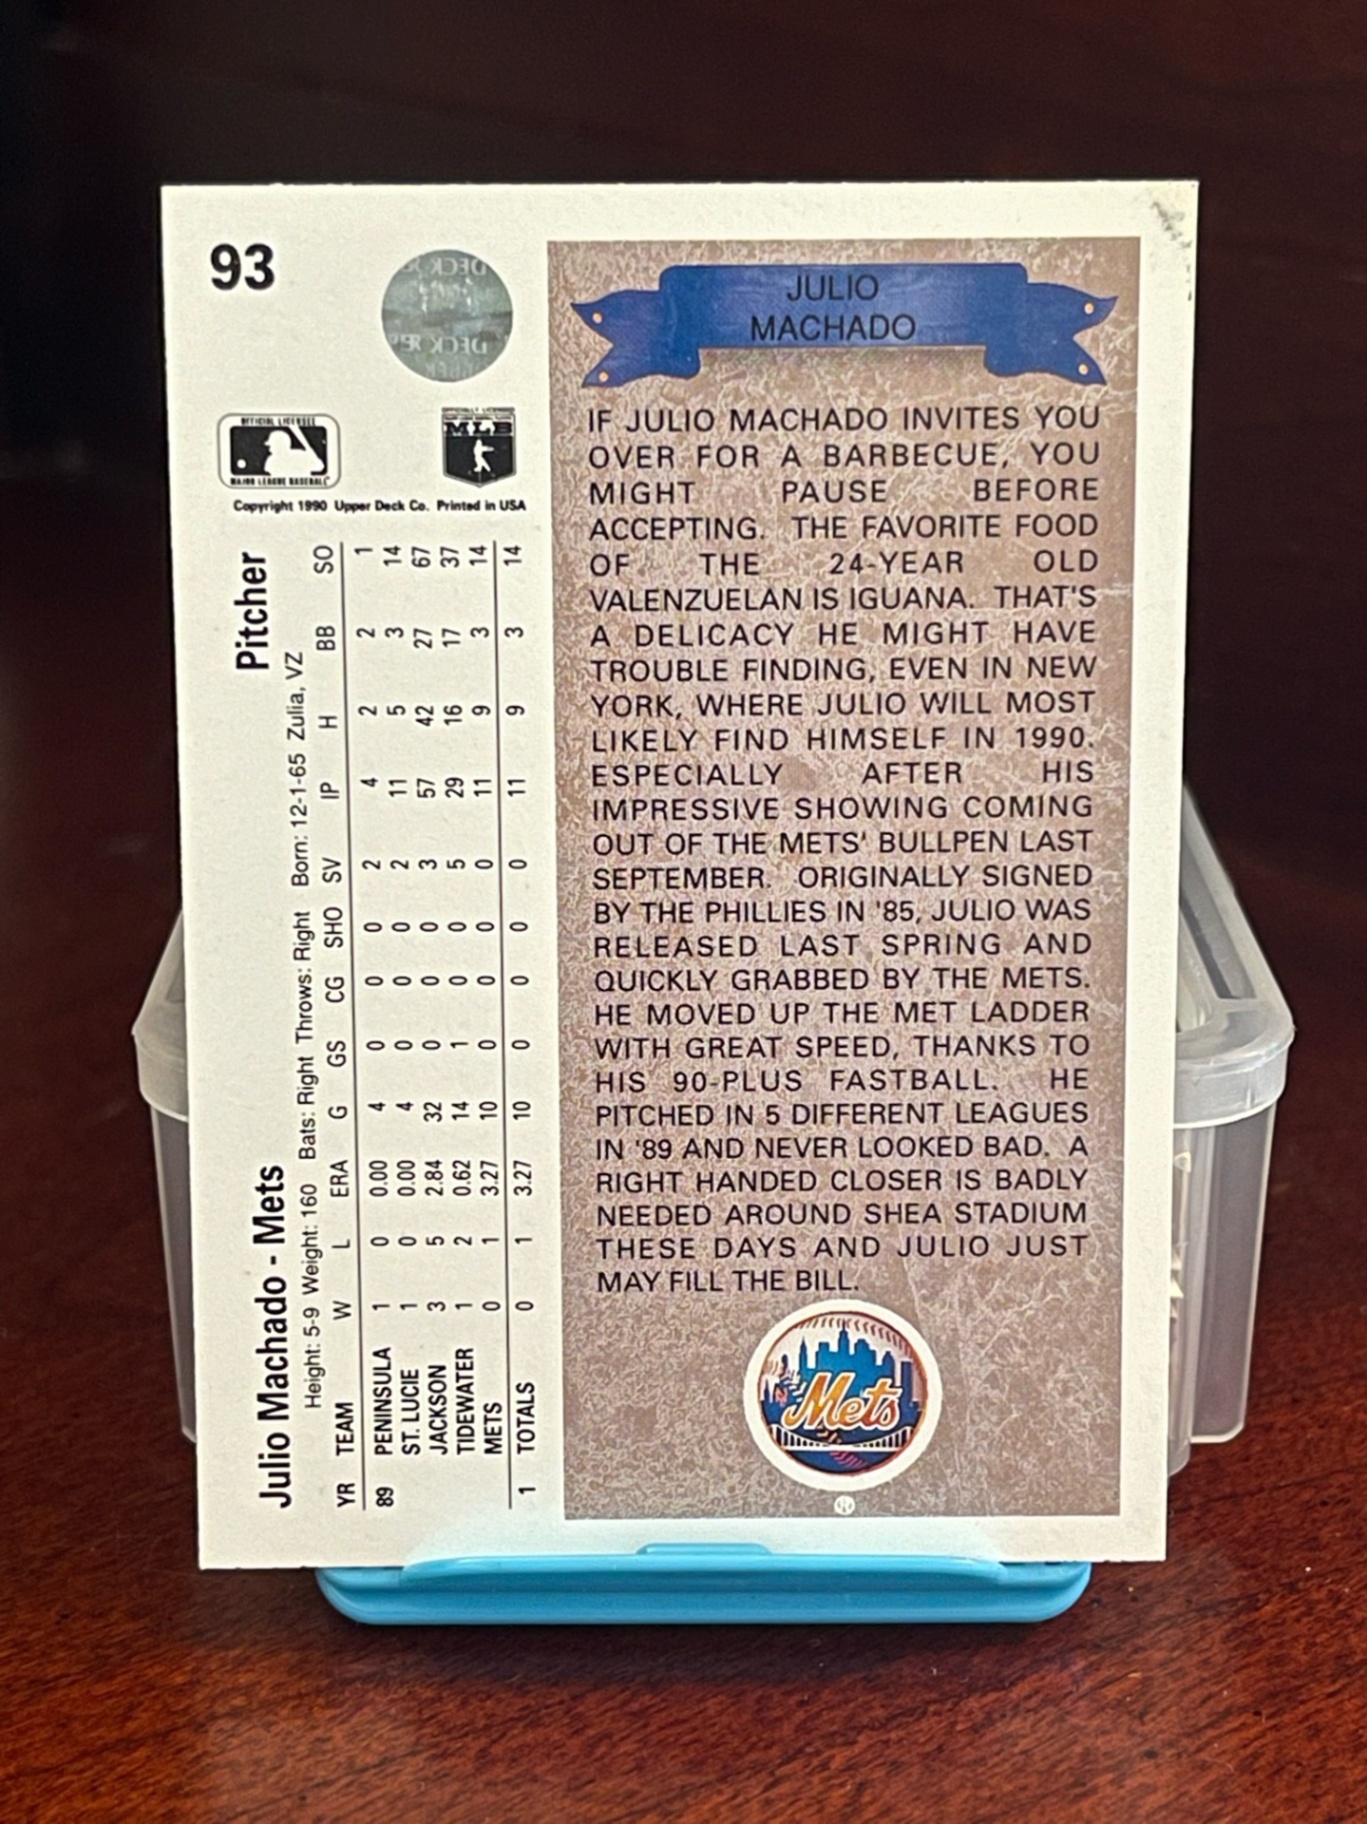 93
DECK
DECK
OFFICIAL LICENSEE
MAJOR LEAGUE BASEBALL
OFFICIALLY LICENSED
MLB
Copyright 1990 Upper Deck Co. Printed in USA
Julio Machado - Mets Pitcher
Height: 5-9 Weight: 160 Bats: Right Throws: Right Born: 12-1-65 Zulia, VZ
YR TEAM W L ERA G GS CG SHO SV IP H BB SO
89 PENINSULA 1 0 0.00 4 0 0 0 2 4 2 2 1
ST. LUCIE 1 0 0.00 4 0 0 0 2 11 5 3 14
JACKSON 3 5 2.84 32 0 0 0 3 57 42 27 67
TIDEWATER 1 2 0.62 14 1 0 0 5 29 16 17 37
METS 0 1 3.27 10 0 0 0 0 11 9 3 14
1 TOTALS 0 1 3.27 10 0 0 0 0 11 9 3 14
JULIO
MACHADO
IF JULIO MACHADO INVITES YOU
OVER FOR A BARBECUE, YOU
MIGHT PAUSE BEFORE
ACCEPTING. THE FAVORITE FOOD
OF THE 24-YEAR OLD
VALENZUELAN IS IGUANA. THAT'S
A DELICACY HE MIGHT HAVE
TROUBLE FINDING, EVEN IN NEW
YORK, WHERE JULIO WILL MOST
LIKELY FIND HIMSELF IN 1990.
ESPECIALLY AFTER HIS
IMPRESSIVE SHOWING COMING
OUT OF THE METS' BULLPEN LAST
SEPTEMBER. ORIGINALLY SIGNED
BY THE PHILLIES IN '85, JULIO WAS
RELEASED LAST SPRING AND
QUICKLY GRABBED BY THE METS.
HE MOVED UP THE MET LADDER
WITH GREAT SPEED, THANKS TO
HIS 90-PLUS FASTBALL. HE
PITCHED IN 5 DIFFERENT LEAGUES
IN '89 AND NEVER LOOKED BAD. A
RIGHT HANDED CLOSER IS BADLY
NEEDED AROUND SHEA STADIUM
THESE DAYS AND JULIO JUST
MAY FILL THE BILL.
Mets